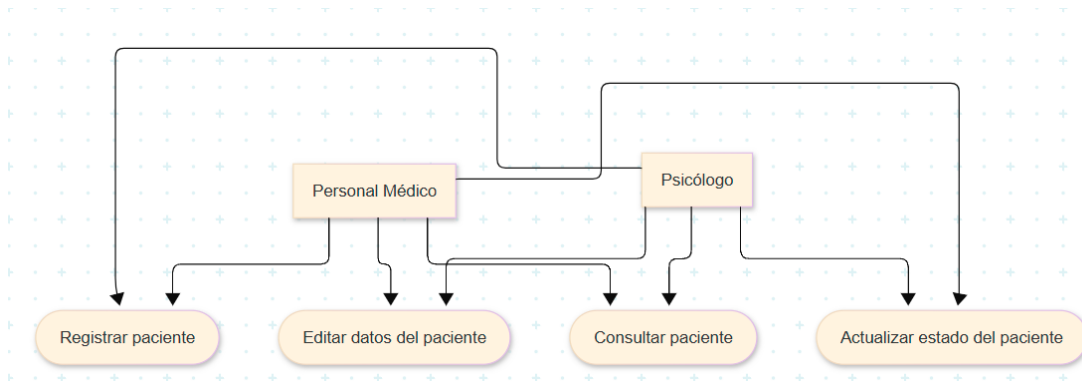 Personal Médico
Psicólogo
Registrar paciente
Editar datos del paciente
Consultar paciente
Actualizar estado del paciente